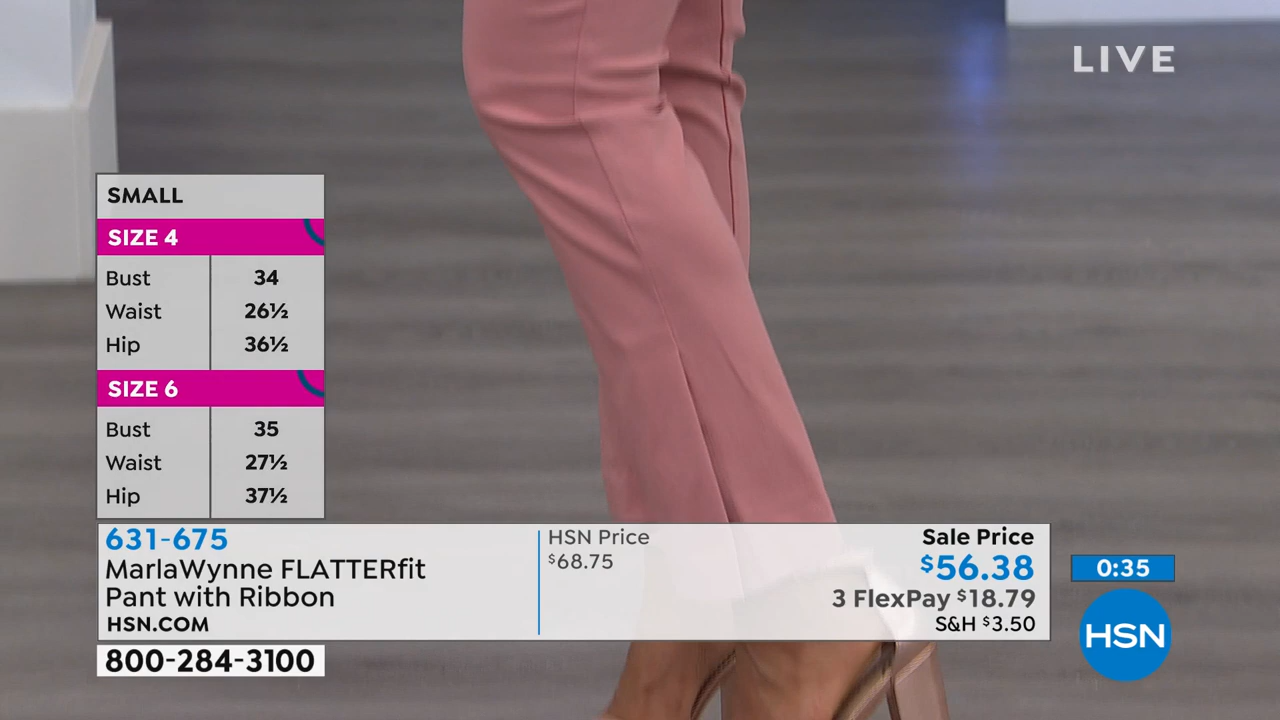 LIVE
SMALL
SIZE 4
Bust 34
Waist 26½
Hip 36½
SIZE 6
Bust 35
Waist 27½
Hip 37½
631-675
MarlaWynne FLATTERfit
Pant with Ribbon
HSN.COM
HSN Price
$68.75
Sale Price
$56.38
3 FlexPay $18.79
S&H $3.50
0:35
HSN
800-284-3100